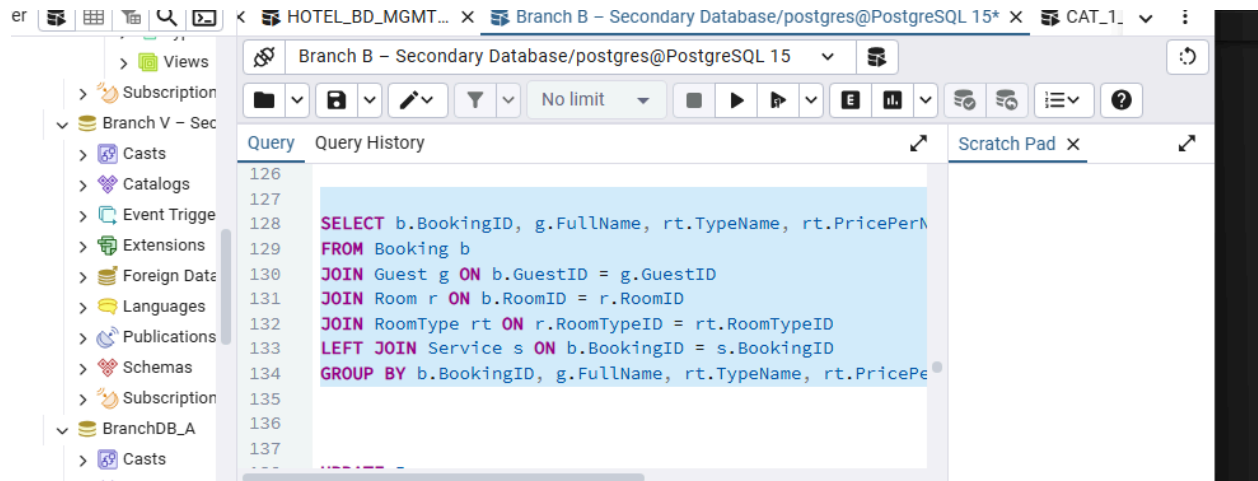 er
HOTEL_BD_MGMT... × Branch B – Secondary Database/postgres@PostgreSQL 15* × CAT_1_
Views
Subscription
Branch V – Sec
Casts
Catalogs
Event Trigge
Extensions
Foreign Data
Languages
Publications
Schemas
Subscription
BranchDB_A
Casts
Branch B – Secondary Database/postgres@PostgreSQL 15
No limit
E
Query Query History
Scratch Pad ×
126
127
128 SELECT b.BookingID, g.FullName, rt.TypeName, rt.PricePerN
129 FROM Booking b
130 JOIN Guest g ON b.GuestID = g.GuestID
131 JOIN Room r ON b.RoomID = r.RoomID
132 JOIN RoomType rt ON r.RoomTypeID = rt.RoomTypeID
133 LEFT JOIN Service s ON b.BookingID = s.BookingID
134 GROUP BY b.BookingID, g.FullName, rt.TypeName, rt.PricePe
135
136
137